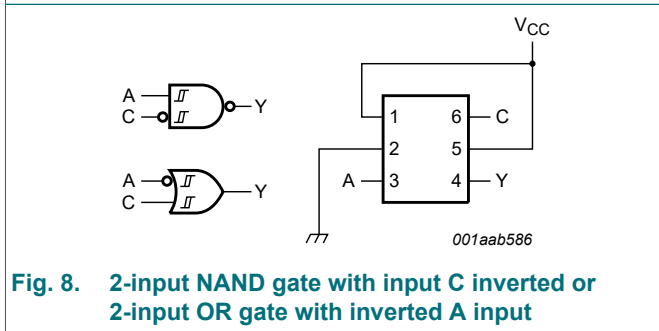 V_CC
A
C
Y
A
C
Y
1 6 C
2 5
A 3 4 Y
001aab586
Fig. 8. 2-input NAND gate with input C inverted or
2-input OR gate with inverted A input